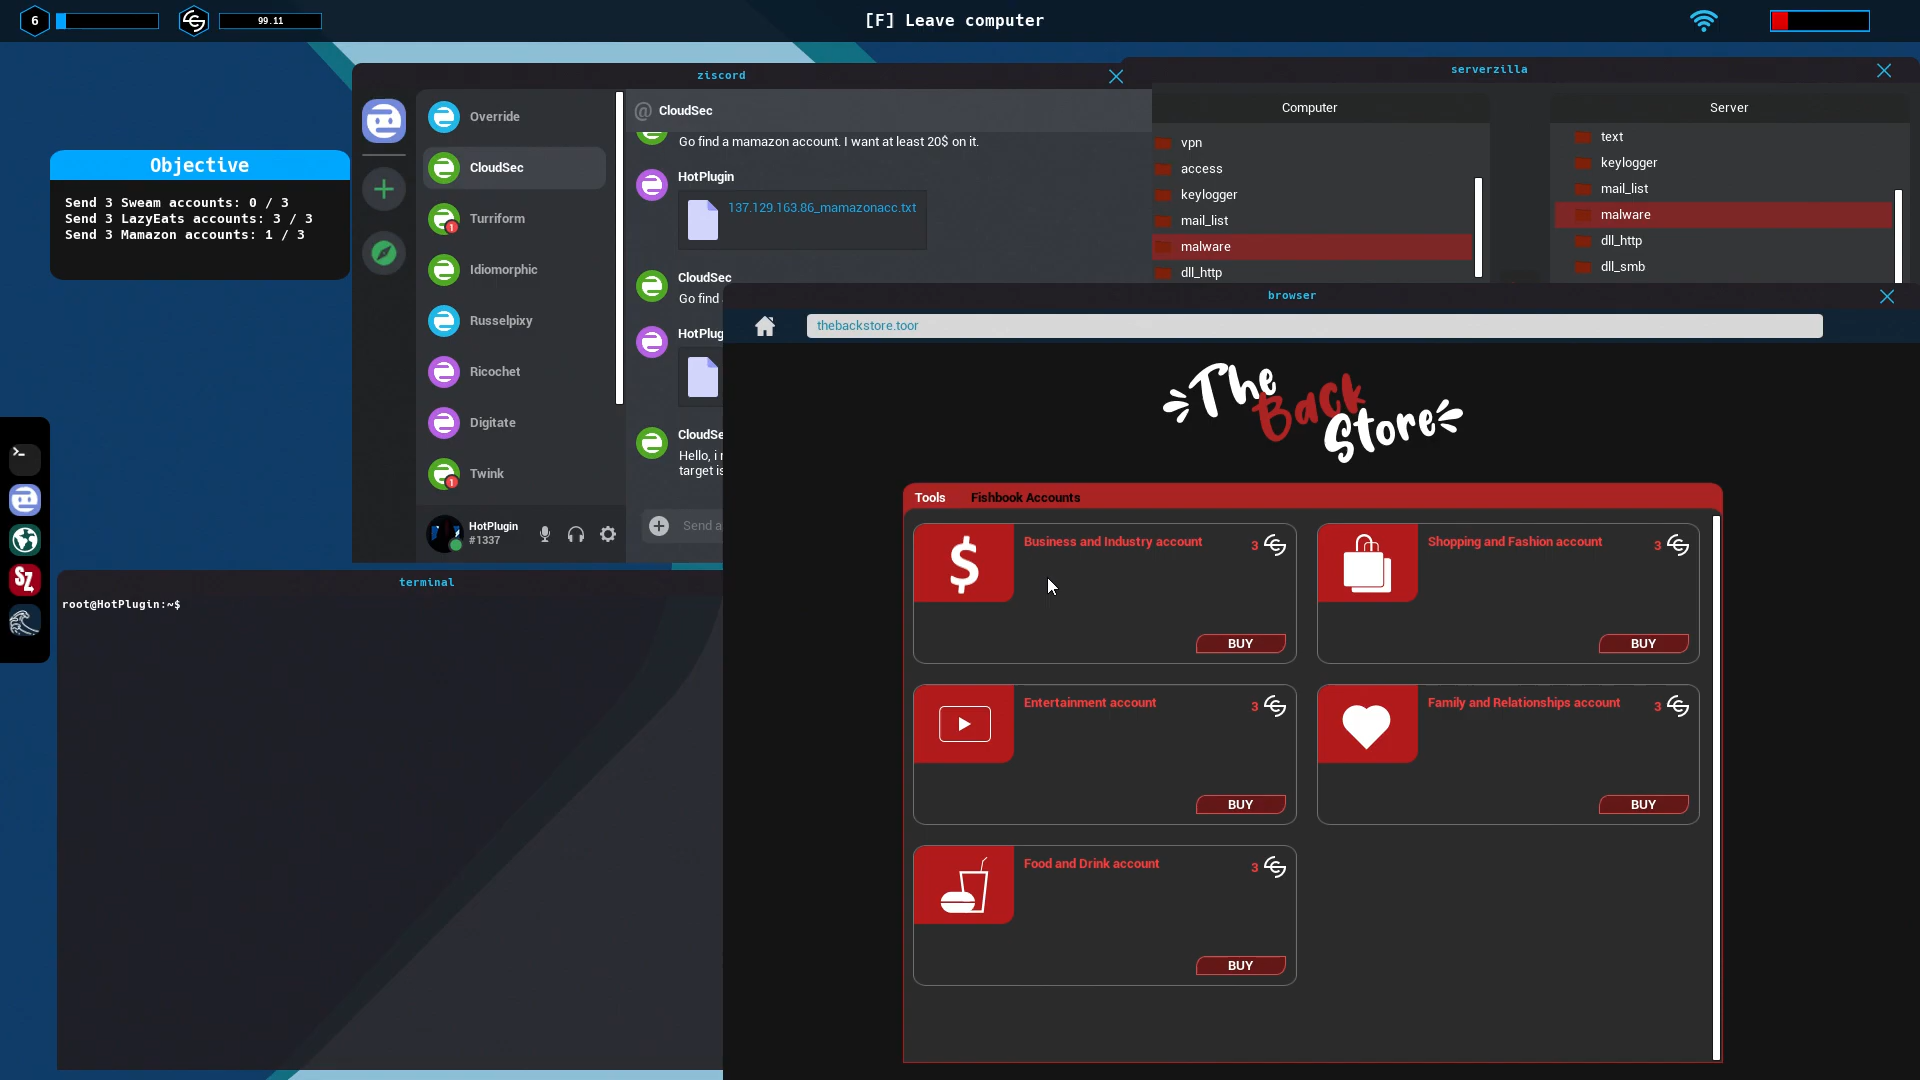 6
99.11
[F] Leave computer
Objective
Send 3 Sweam accounts: 0 / 3
Send 3 LazyEats accounts: 3 / 3
Send 3 Mamazon accounts: 1 / 3
ziscord
Override
CloudSec
Turriform
1
Idiomorphic
Russelpixy
Ricochet
Digitate
Twink
1
HotPlugin
#1337
@ CloudSec
Go find a mamazon account. I want at least 20$ on it.
HotPlugin
137.129.163.86_mamazonacc.txt
CloudSec
Go find
HotPlug
CloudSe
Hello, i r
target is
Send a
serverzilla
Computer
vpn
access
keylogger
mail_list
malware
dll_http
Server
text
keylogger
mail_list
malware
dll_http
dll_smb
terminal
root@HotPlugin:~$
browser
thebackstore.toor
The
Back
Store
Tools
Fishbook Accounts
Business and Industry account
3
BUY
Shopping and Fashion account
3
BUY
Entertainment account
3
BUY
Family and Relationships account
3
BUY
Food and Drink account
3
BUY